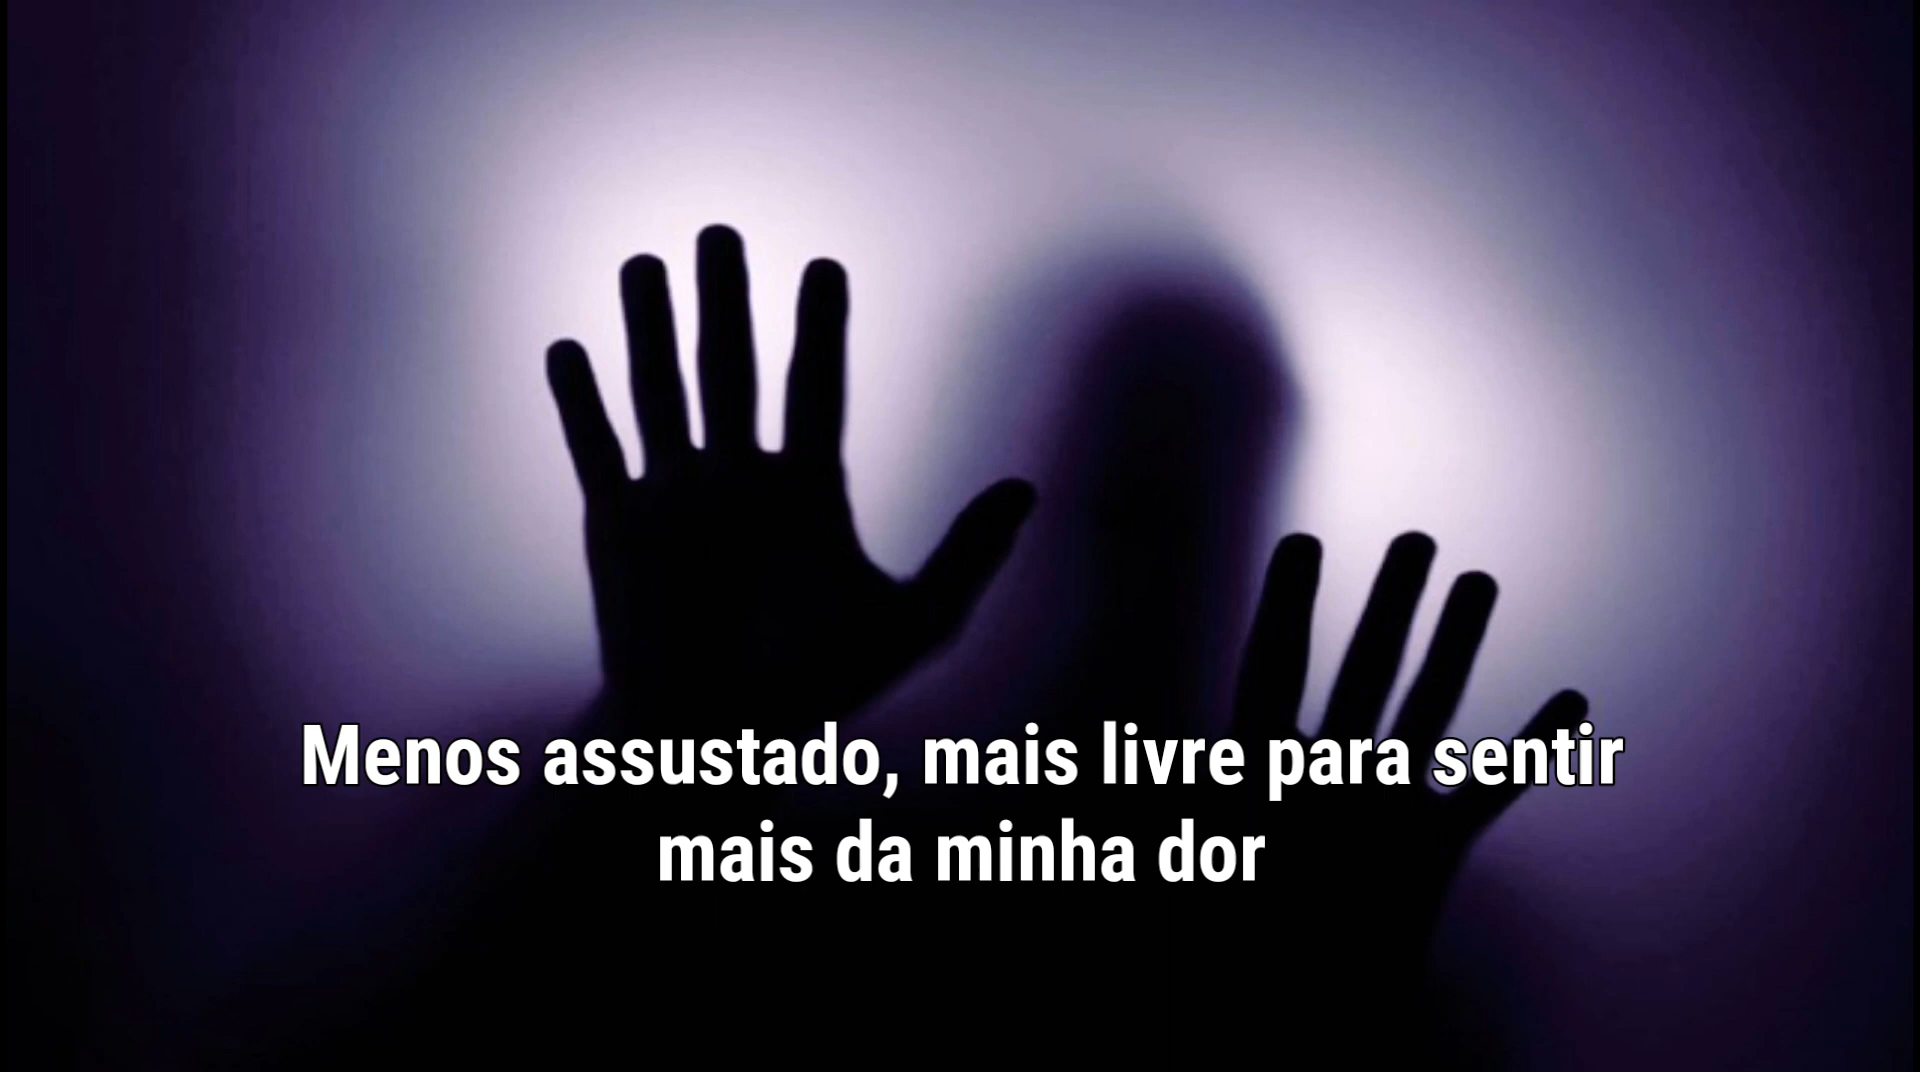 Menos assustado, mais livre para sentir
mais da minha dor